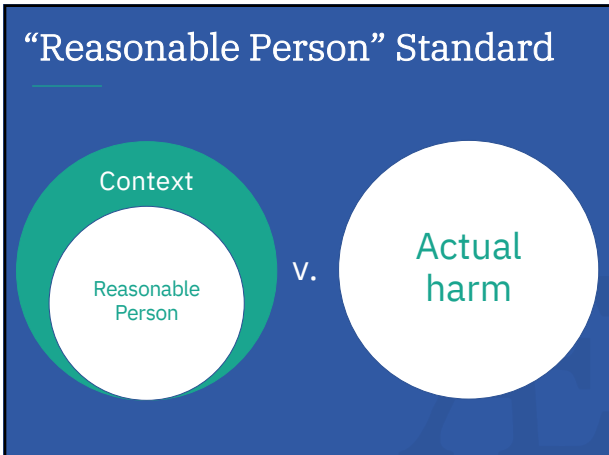 “Reasonable Person” Standard
Context
Reasonable
Person
v.
Actual
harm
Æ